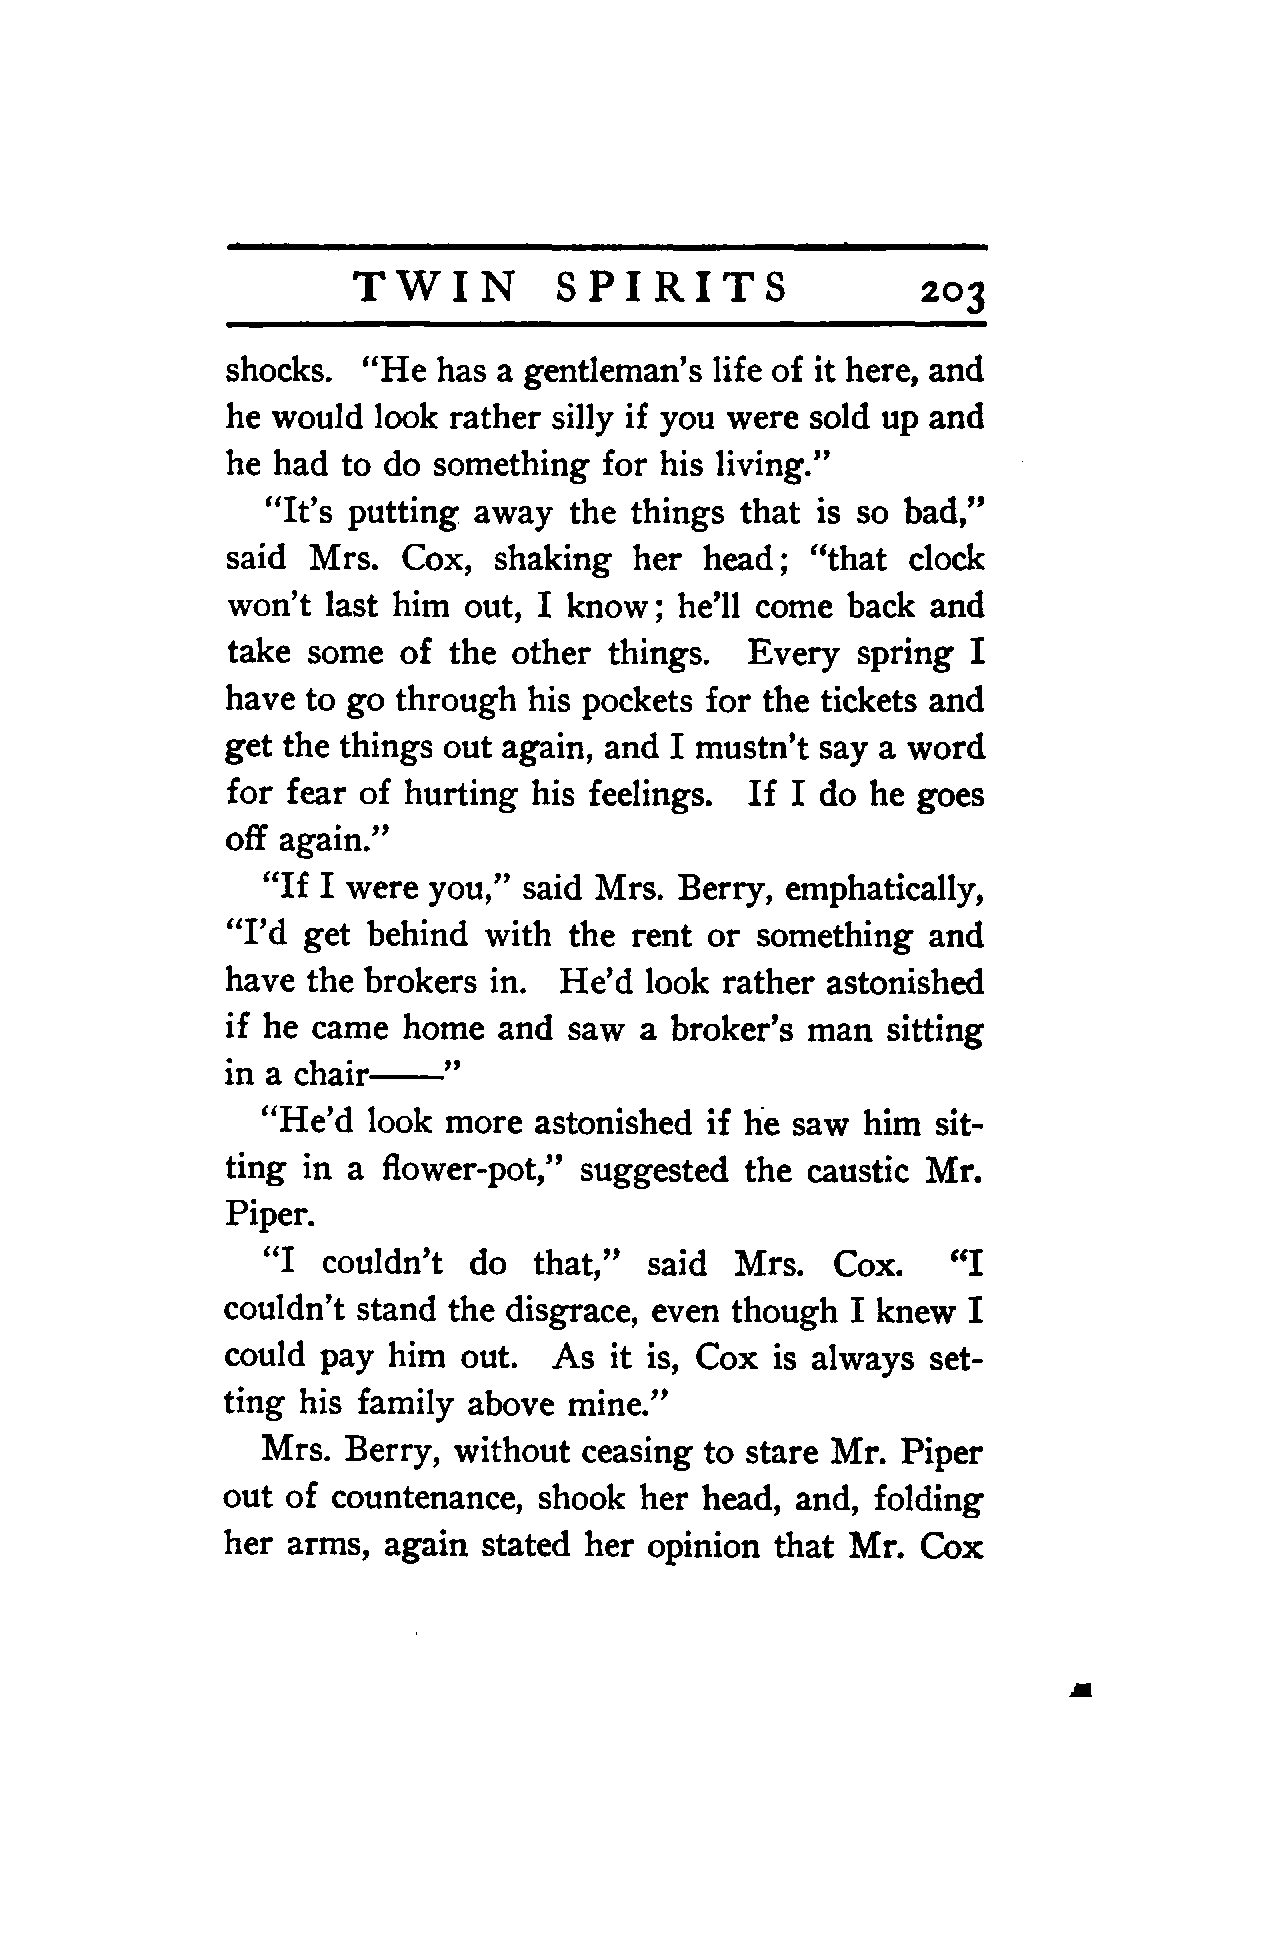 TWIN SPIRITS 203
shocks. "He has a gentleman's life of it here, and
he would look rather silly if you were sold up and
he had to do something for his living."
"It's putting away the things that is so bad,"
said Mrs. Cox, shaking her head; "that clock
won't last him out, I know; he'll come back and
take some of the other things. Every spring I
have to go through his pockets for the tickets and
get the things out again, and I mustn't say a word
for fear of hurting his feelings. If I do he goes
off again."
"If I were you," said Mrs. Berry, emphatically,
"I'd get behind with the rent or something and
have the brokers in. He'd look rather astonished
if he came home and saw a broker's man sitting
in a chair——"
"He'd look more astonished if he saw him sit-
ting in a flower-pot," suggested the caustic Mr.
Piper.
"I couldn't do that," said Mrs. Cox. "I
couldn't stand the disgrace, even though I knew I
could pay him out. As it is, Cox is always set-
ting his family above mine."
Mrs. Berry, without ceasing to stare Mr. Piper
out of countenance, shook her head, and, folding
her arms, again stated her opinion that Mr. Cox